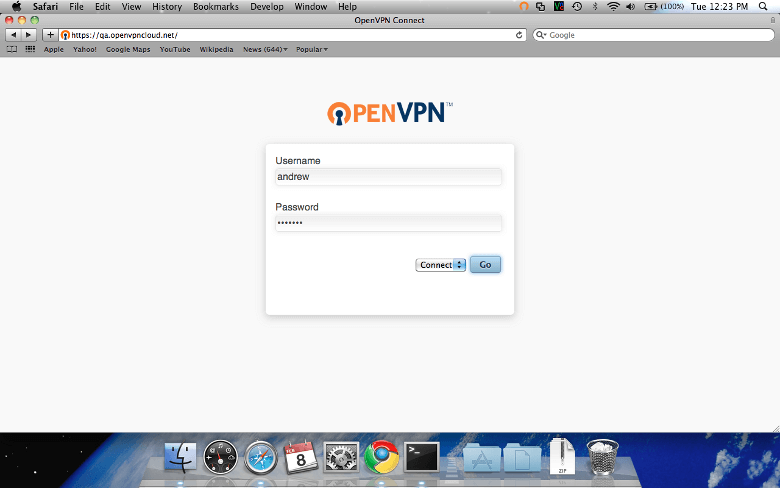 Safari File Edit View History Bookmarks Develop Window Help (100%) Tue 12:23 PM
OpenVPN Connect
https://qa.openvpncloud.net/ Google
Apple Yahoo! Google Maps YouTube Wikipedia News (644) Popular
OPENVPN™
Username
andrew
Password
•••••••
Connect Go
8
>_
ZIP